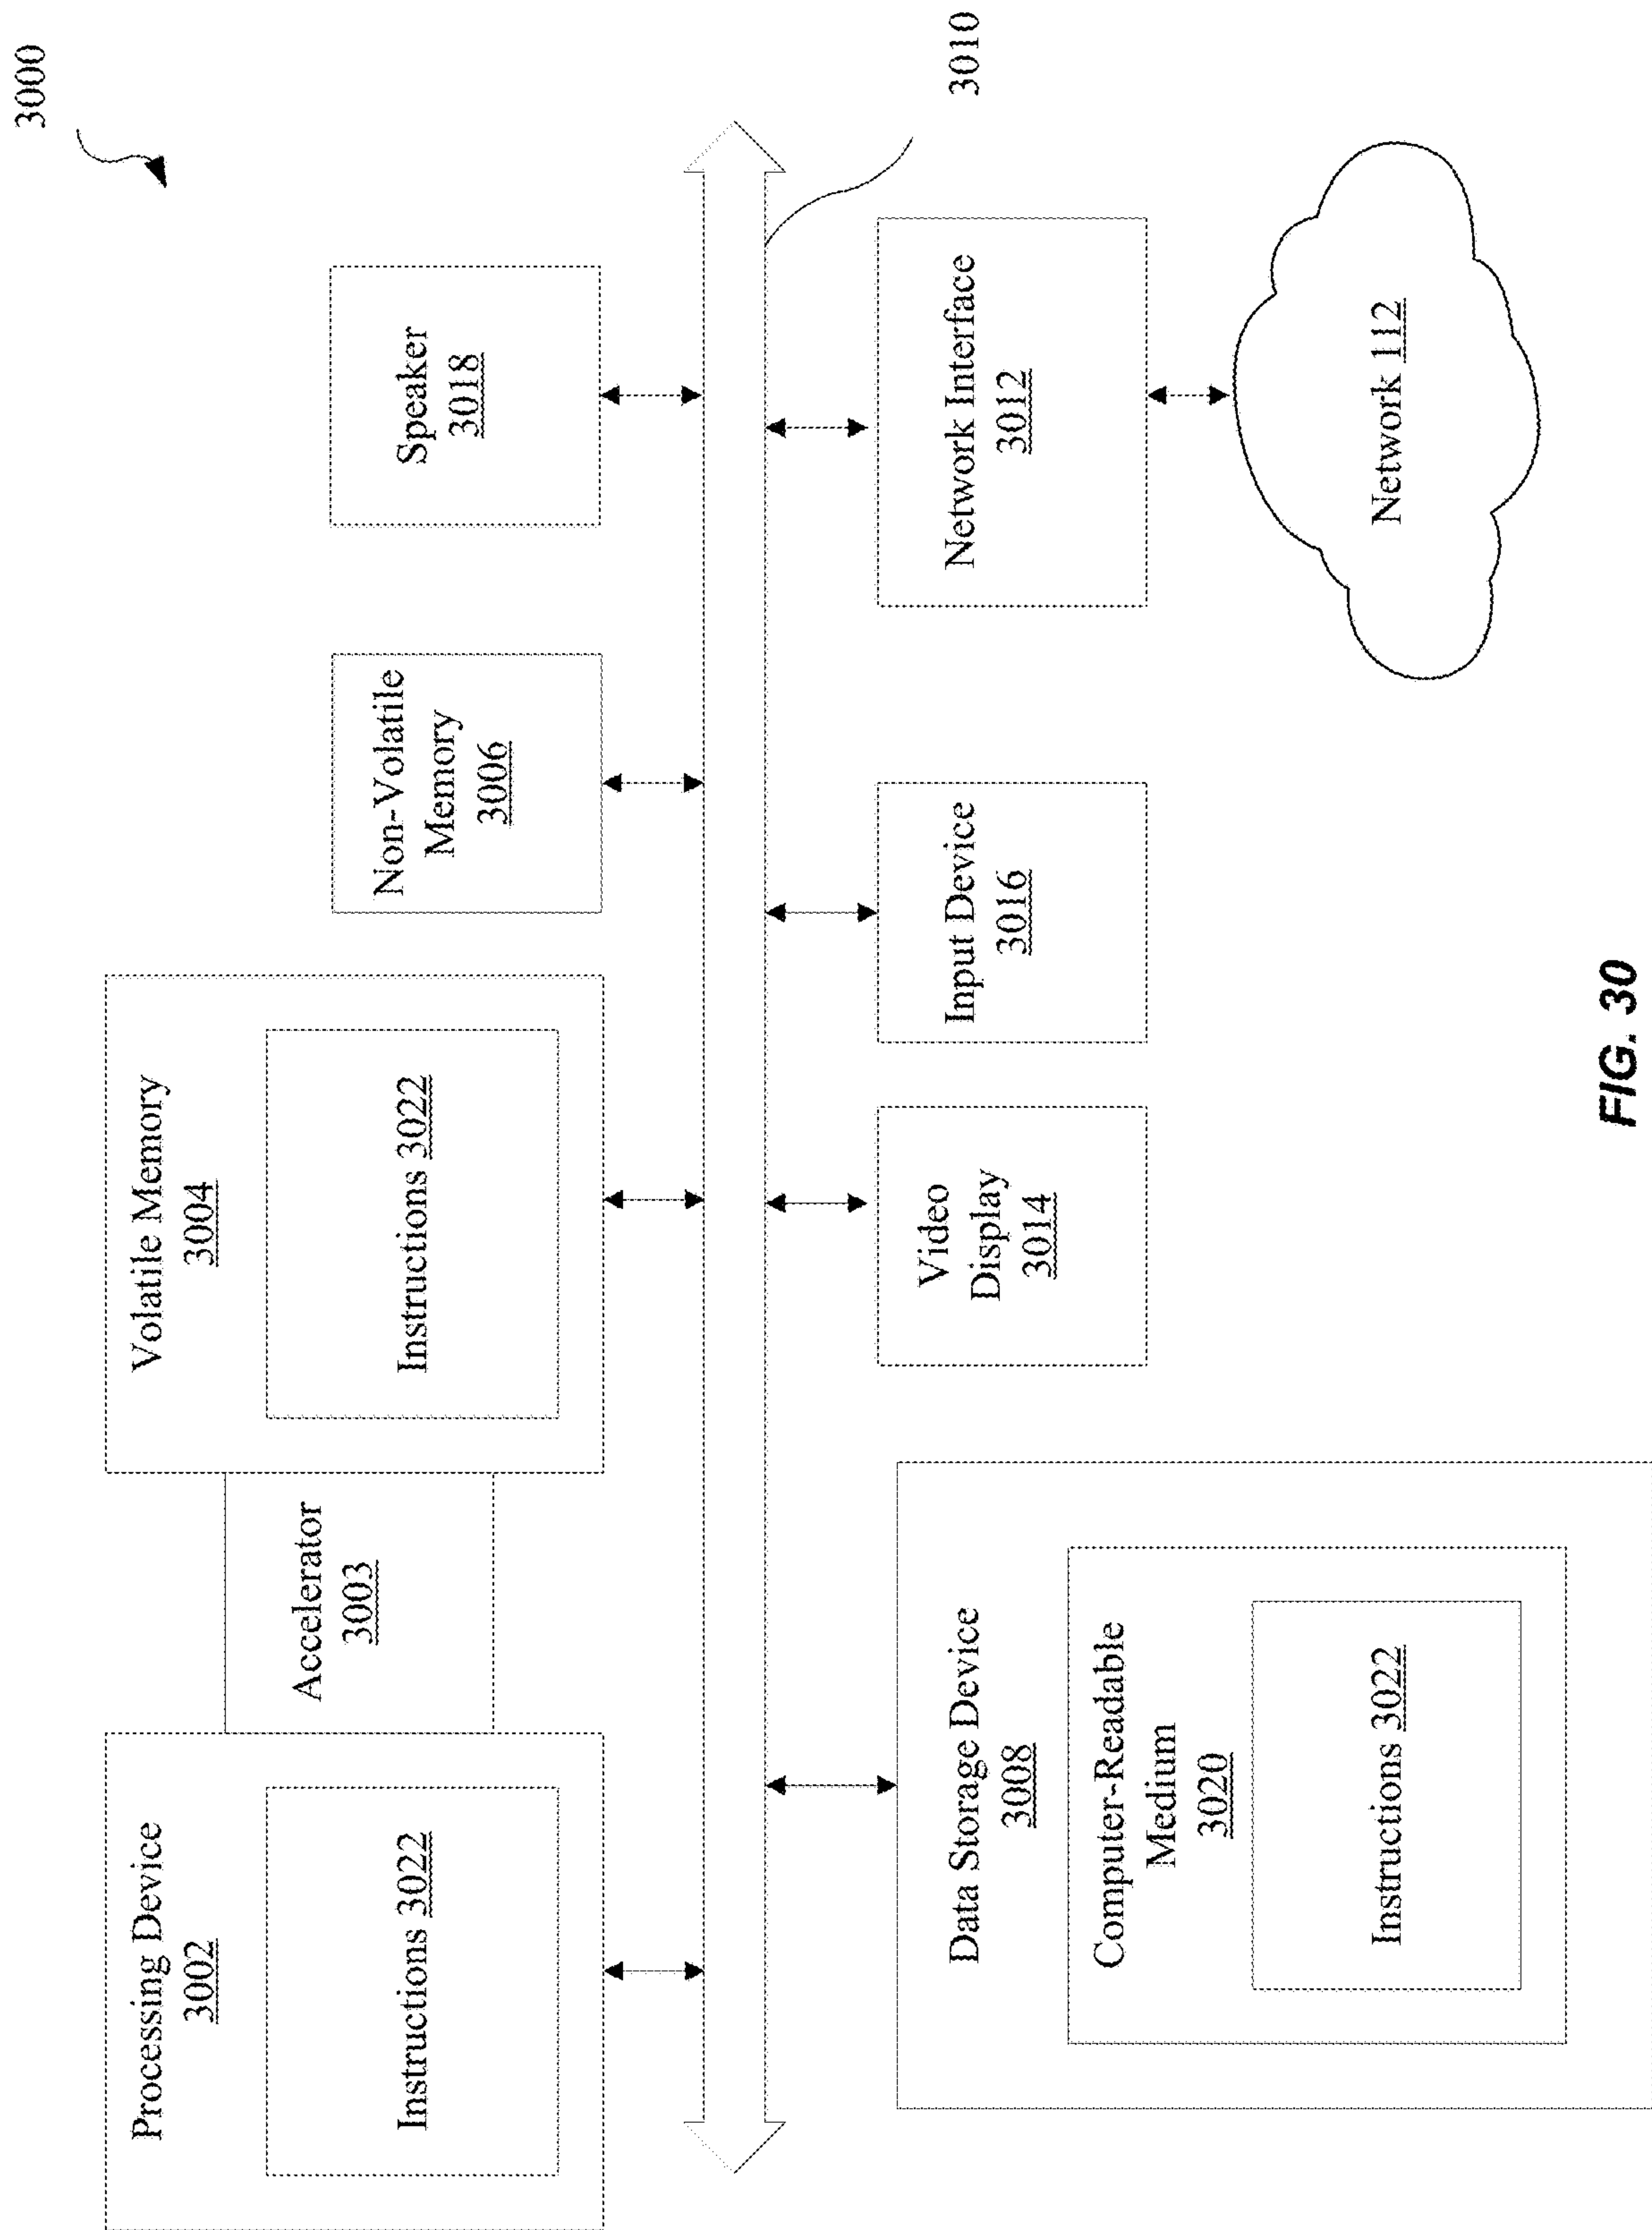 3000
Processing Device
3002
Instructions 3022
Accelerator
3003
Volatile Memory
3004
Instructions 3022
Non-Volatile
Memory
3006
Speaker
3018
3010
Data Storage Device
3008
Computer-Readable
Medium
3020
Instructions 3022
Video
Display
3014
Input Device
3016
Network Interface
3012
Network 112
FIG. 30